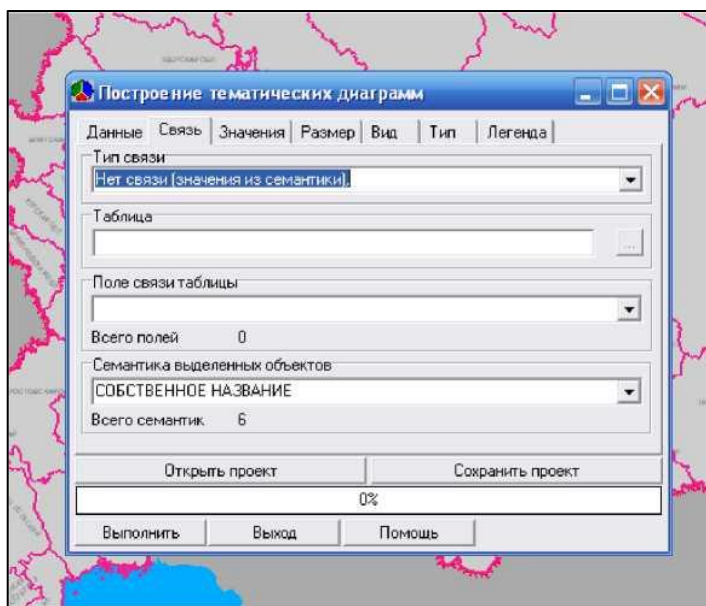 Построение тематических диаграмм
Данные Связь Значения Размер Вид Тип Легенда
Тип связи
Нет связи (значения из семантики),
Таблица
...
Поле связи таблицы
Всего полей 0
Семантика выделенных объектов
СОБСТВЕННОЕ НАЗВАНИЕ
Всего семантик 6
Открыть проект Сохранить проект
0%
Выполнить Выход Помощь